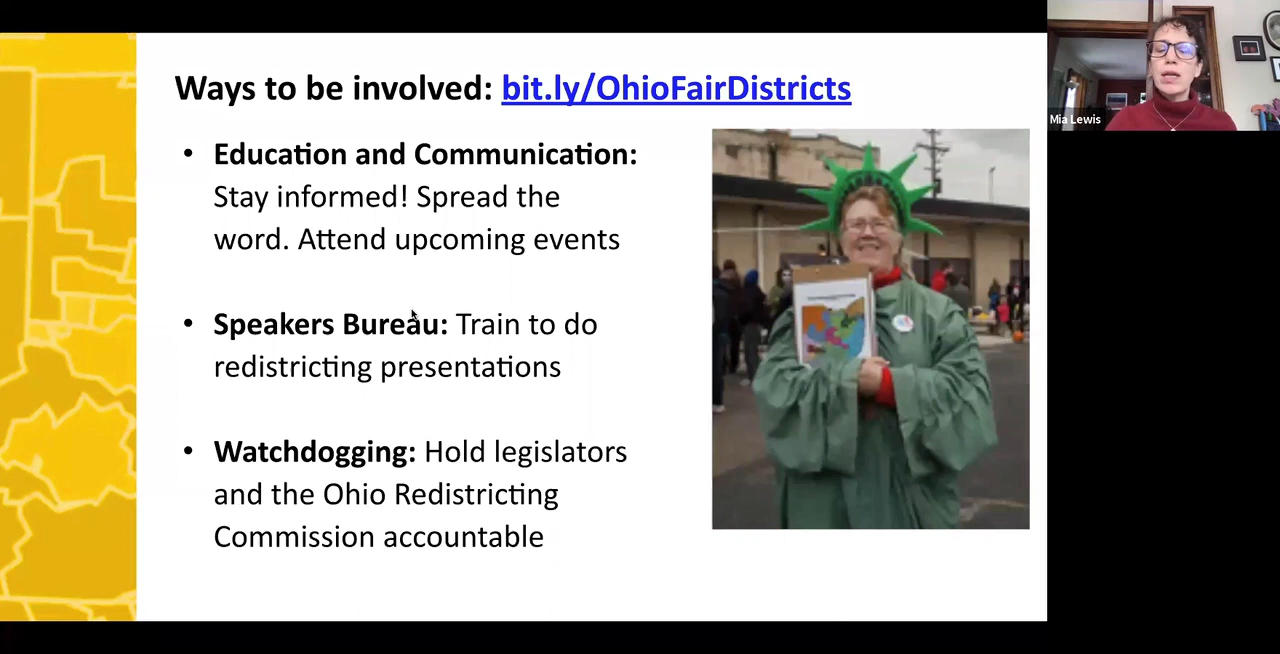 Ways to be involved: bit.ly/OhioFairDistricts
• Education and Communication:
Stay informed! Spread the
word. Attend upcoming events
• Speakers Bureau: Train to do
redistricting presentations
• Watchdogging: Hold legislators
and the Ohio Redistricting
Commission accountable
Mia Lewis